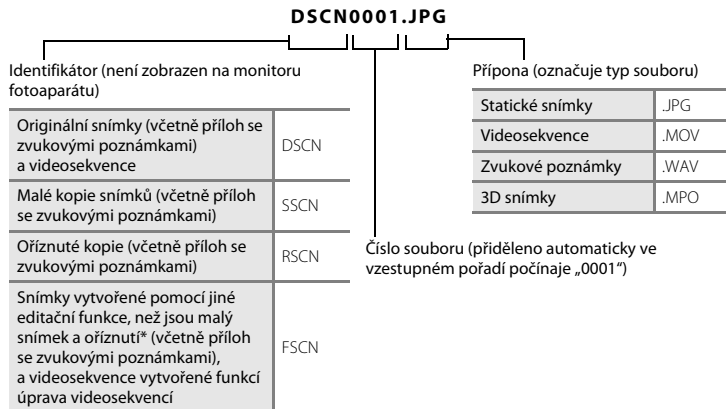 DSCN0001.JPG
Identifikátor (není zobrazen na monitoru
fotoaparátu)
Originální snímky (včetně příloh se
zvukovými poznámkami)
a videosekvence
DSCN
Malé kopie snímků (včetně příloh
se zvukovými poznámkami)
SSCN
Oříznuté kopie (včetně příloh se
zvukovými poznámkami)
RSCN
Snímky vytvořené pomocí jiné
editační funkce, než jsou malý
snímek a oříznutí* (včetně příloh
se zvukovými poznámkami),
a videosekvence vytvořené funkcí
úprava videosekvencí
FSCN
Číslo souboru (přiděleno automaticky ve
vzestupném pořadí počínaje „0001“)
Přípona (označuje typ souboru)
Statické snímky .JPG
Videosekvence .MOV
Zvukové poznámky .WAV
3D snímky .MPO